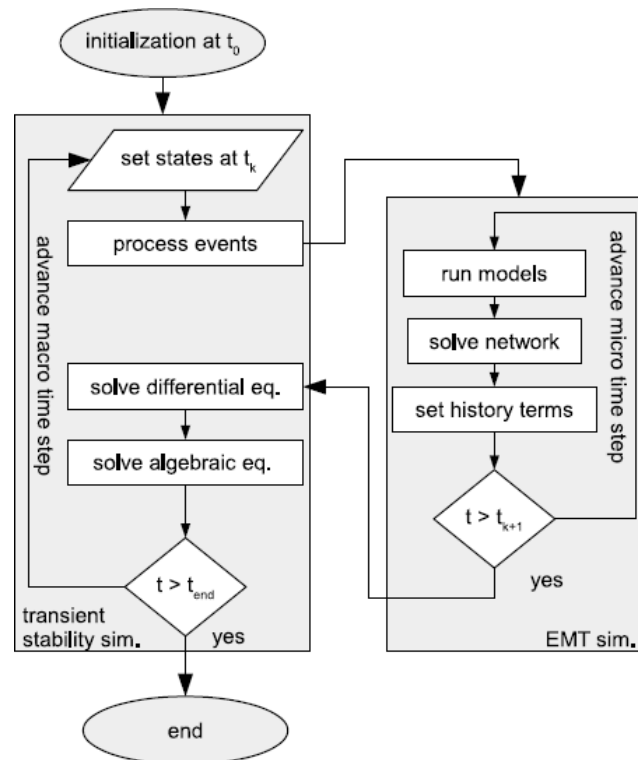 initialization at t0
set states at tk
process events
advance macro time step
solve differential eq.
solve algebraic eq.
t > tend
transient
stability sim.
yes
end
run models
solve network
set history terms
advance micro time step
t > tk+1
yes
EMT sim.